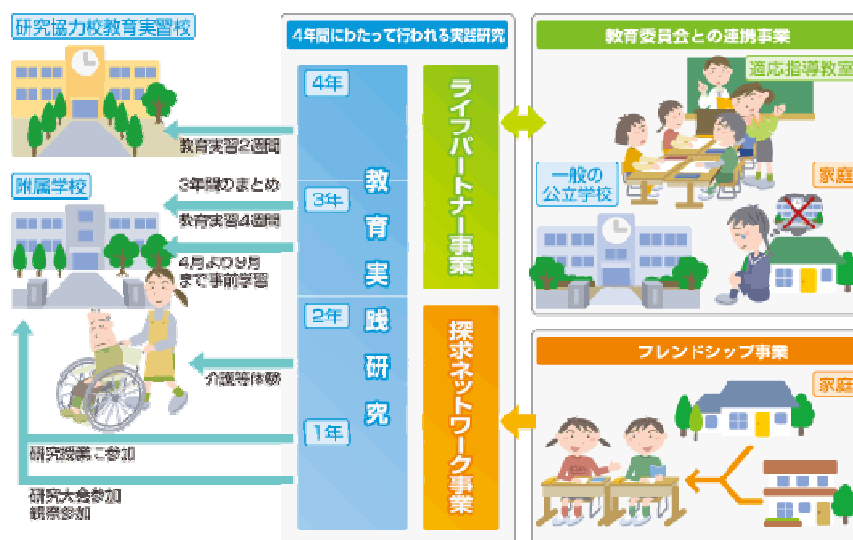 研究協力校教育実習校
教育実習2週間
附属学校
3年間のまとめ
教育実習4週間
4月より9月
まで事前学習
介護等体験
研究授業に参加
研究大会参加
観察参加
4年間にわたって行われる実践研究
4年
3年
2年
1年
教育実践研究
ライフパートナー事業
探求ネットワーク事業
教育委員会との連携事業
適応指導教室
一般の
公立学校
家庭
フレンドシップ事業
家庭